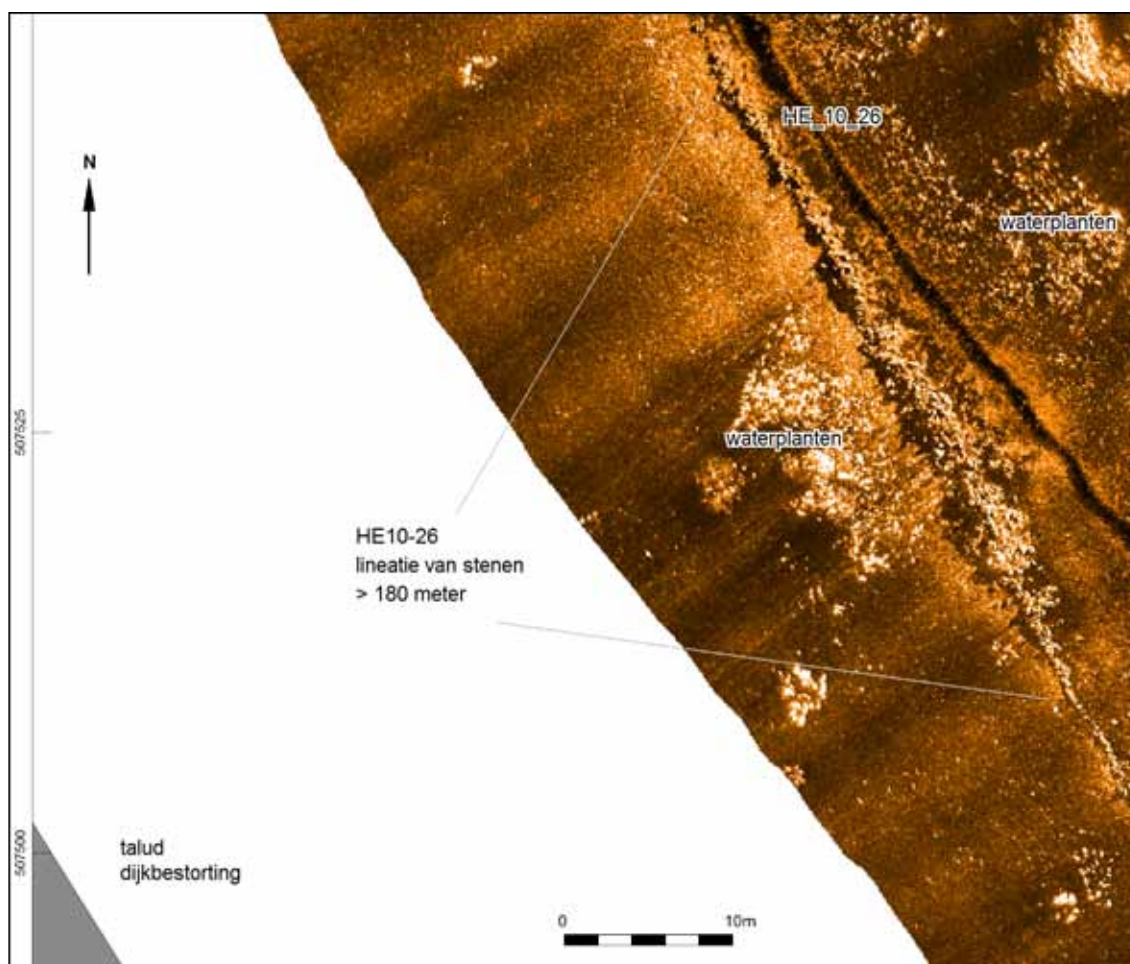 HE_10_26
N
waterplanten
507525
waterplanten
HE10-26
lineatie van stenen
> 180 meter
507500
talud
dijkbestorting
0 10m